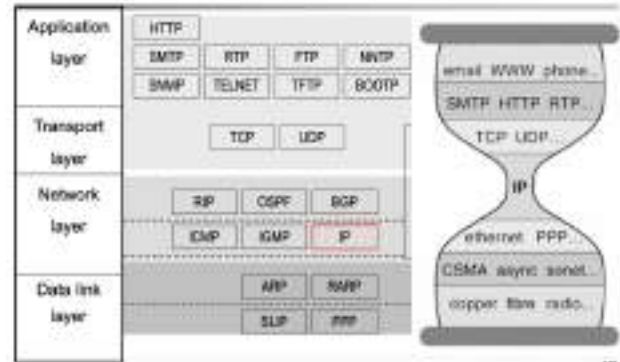 Application
layer
HTTP
SMTP RTP FTP NNTP
SNMP TELNET TFTP BOOTP
Transport
layer
TCP UDP
Network
layer
RIP OSPF BGP
ICMP IGMP IP
Data link
layer
ARP RARP
SLIP PPP
email WWW phone...
SMTP HTTP RTP...
TCP UDP...
IP
ethernet PPP...
CSMA async sonet...
copper fibre radio...